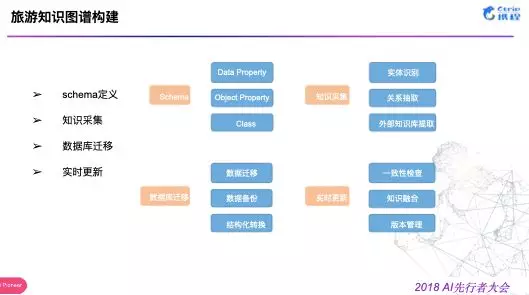 旅游知识图谱构建
Ctrip
携程
schema定义
知识采集
数据库迁移
实时更新
Schema
Data Property
Object Property
Class
知识采集
实体识别
关系抽取
外部知识库提取
数据库迁移
数据迁移
数据备份
结构化转换
实时更新
一致性检查
知识融合
版本管理
Pioneer
2018 AI先行者大会